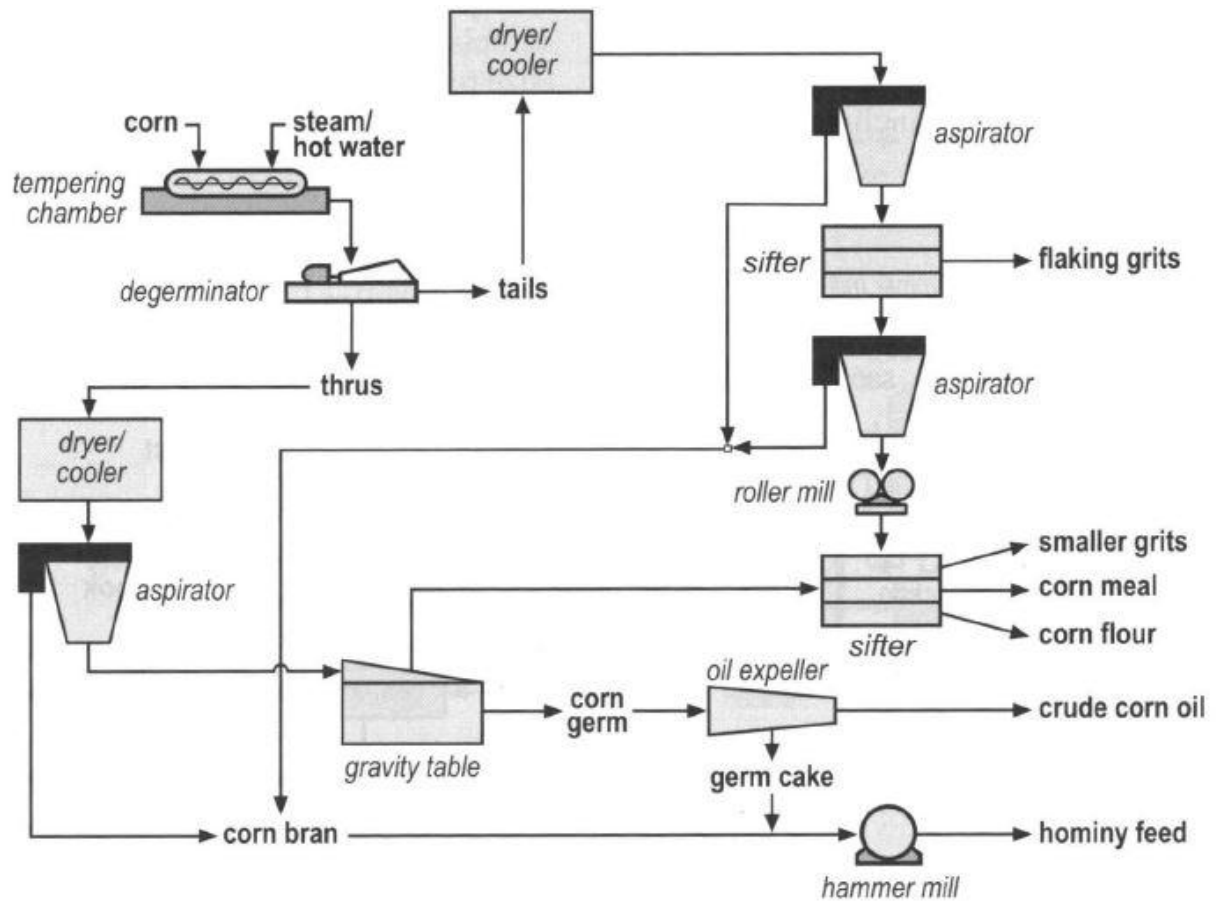 dryer/
cooler
corn
steam/
hot water
aspirator
tempering
chamber
sifter
flaking grits
degerminator
tails
thrus
aspirator
dryer/
cooler
roller mill
smaller grits
aspirator
corn meal
corn flour
sifter
oil expeller
corn
germ
crude corn oil
gravity table
germ cake
corn bran
hominy feed
hammer mill